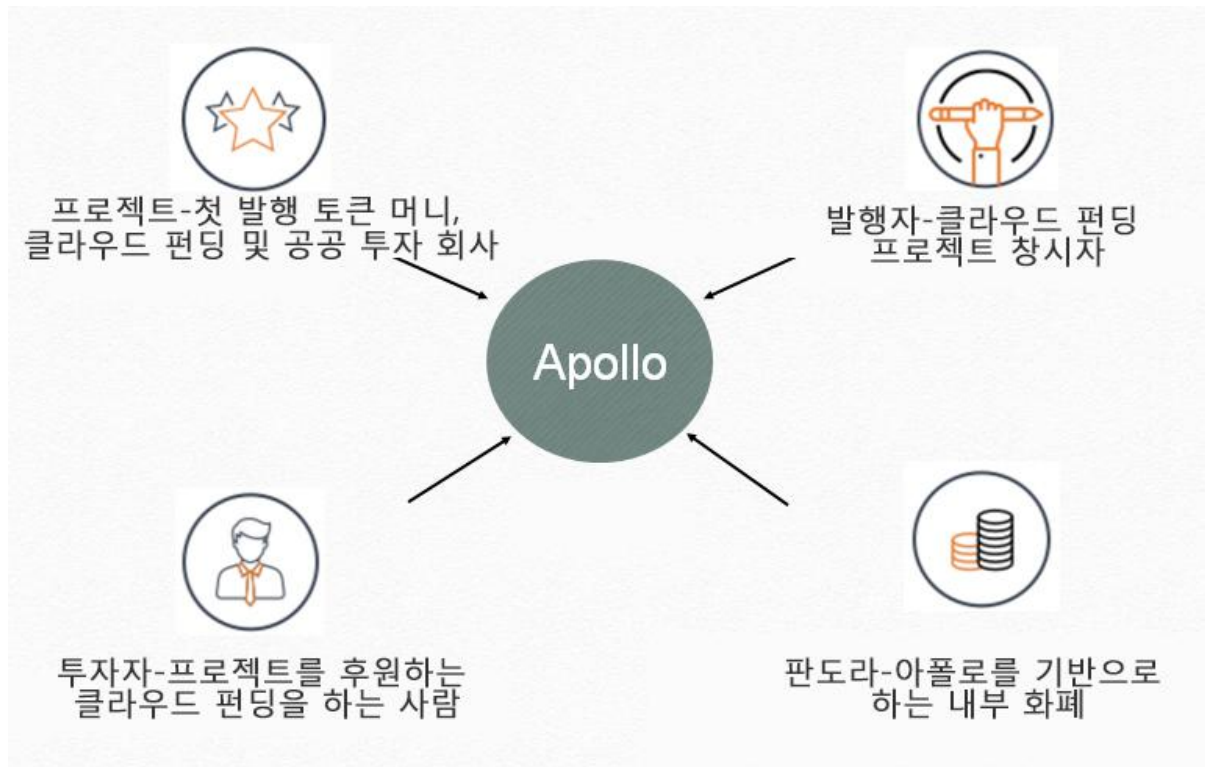 프로젝트-첫 발행 토큰 머니,
클라우드 펀딩 및 공공 투자 회사
발행자-클라우드 펀딩
프로젝트 창시자
Apollo
투자자-프로젝트를 후원하는
클라우드 펀딩을 하는 사람
판도라-아폴로를 기반으로
하는 내부 화폐